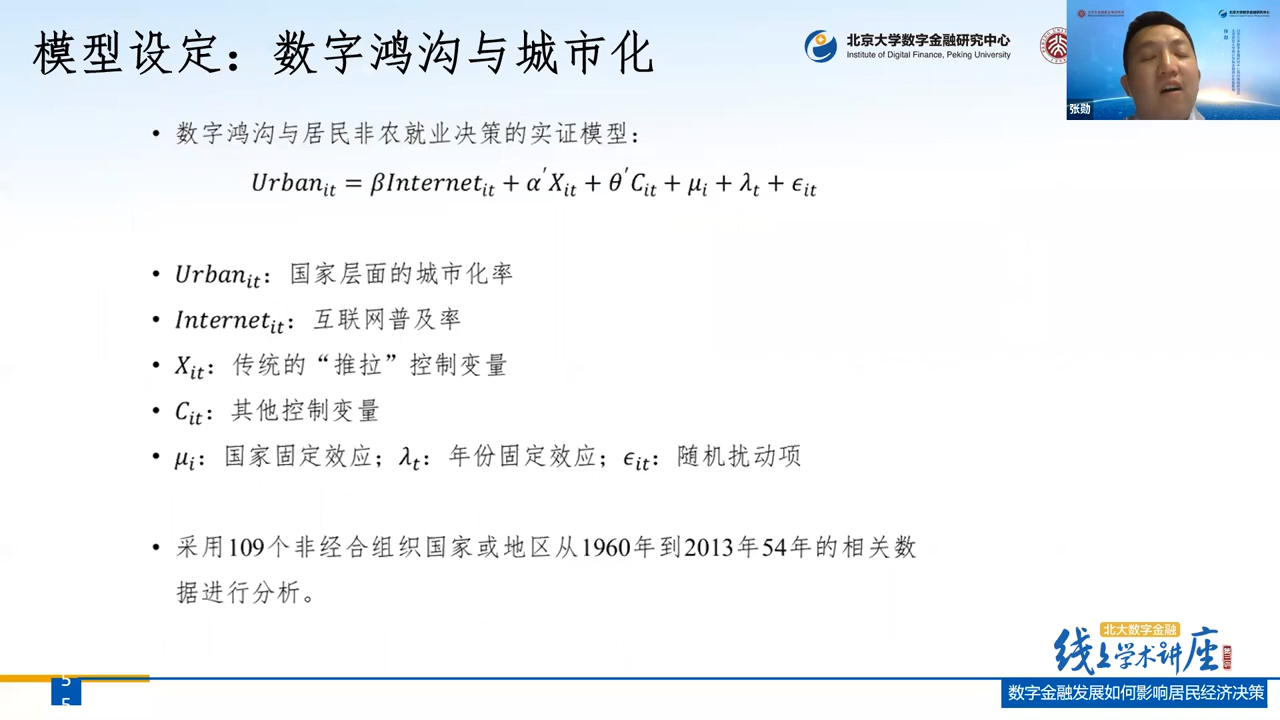 模型设定：数字鸿沟与城市化
北京大学数字金融研究中心
Institute of Digital Finance, Peking University
张勋
• 数字鸿沟与居民非农就业决策的实证模型：
Urban_it = βInternet_it + α′X_it + θ′C_it + μ_i + λ_t + ϵ_it
• Urban_it：国家层面的城市化率
• Internet_it：互联网普及率
• X_it：传统的“推拉”控制变量
• C_it：其他控制变量
• μ_i：国家固定效应；λ_t：年份固定效应；ϵ_it：随机扰动项
• 采用109个非经合组织国家或地区从1960年到2013年54年的相关数
据进行分析。
北大数字金融
线上学术讲座
数字金融发展如何影响居民经济决策
5
5